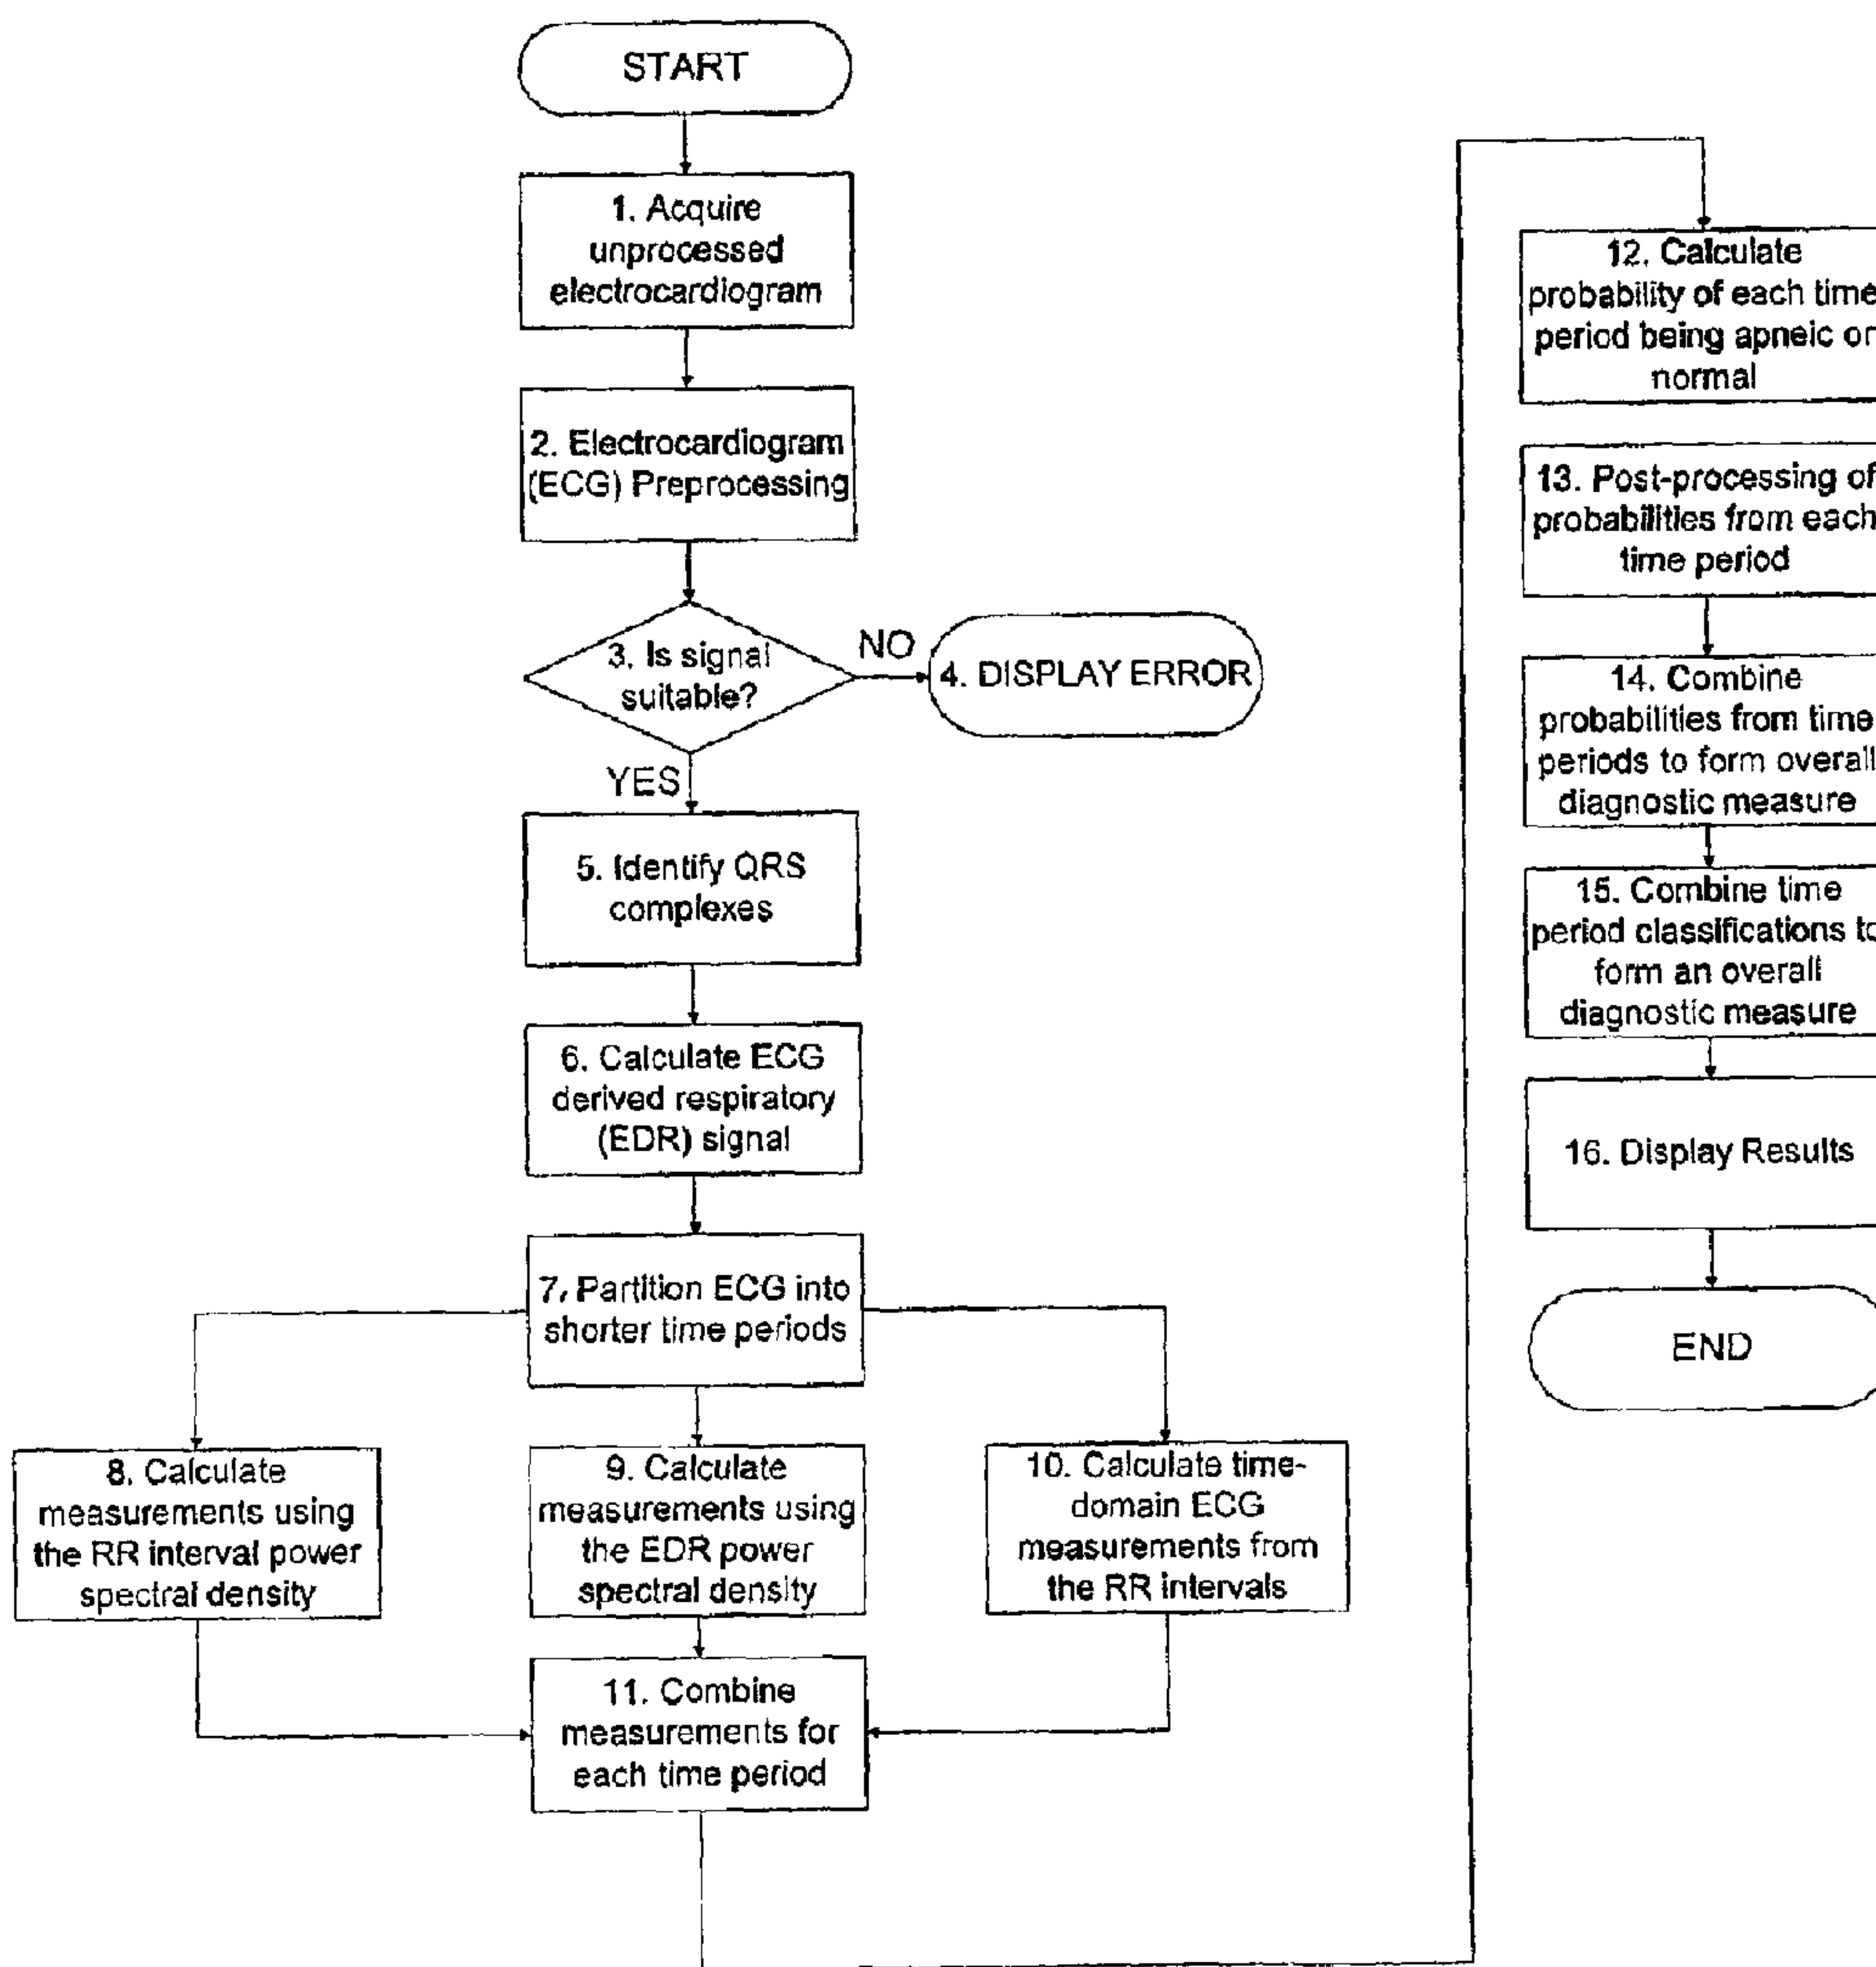 START
1. Acquire
unprocessed
electrocardiogram
2. Electrocardiogram
(ECG) Preprocessing
3. Is signal
suitable?
NO
4. DISPLAY ERROR
YES
5. Identify QRS
complexes
6. Calculate ECG
derived respiratory
(EDR) signal
7. Partition ECG into
shorter time periods
8. Calculate
measurements using
the RR interval power
spectral density
9. Calculate
measurements using
the EDR power
spectral density
10. Calculate time-
domain ECG
measurements from
the RR intervals
11. Combine
measurements for
each time period
12. Calculate
probability of each time
period being apneic or
normal
13. Post-processing of
probabilities from each
time period
14. Combine
probabilities from time
periods to form overall
diagnostic measure
15. Combine time
period classifications to
form an overall
diagnostic measure
16. Display Results
END